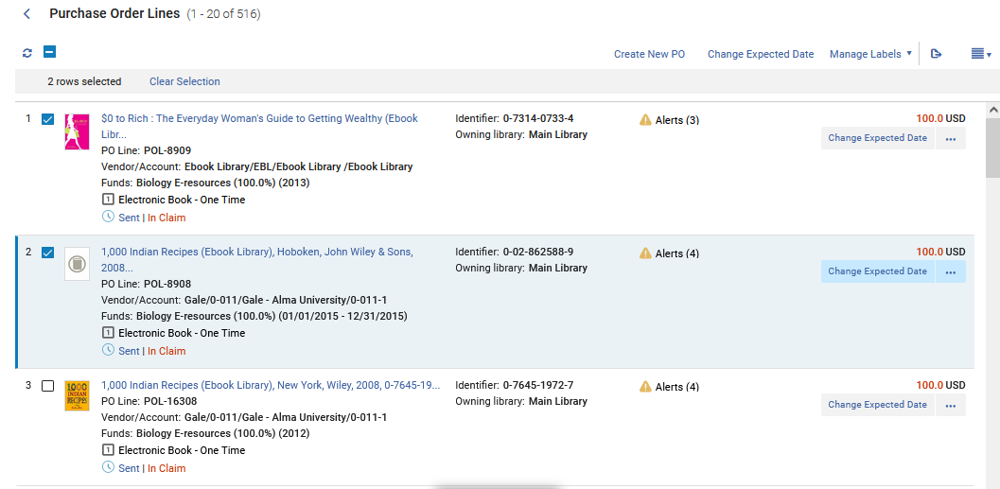 Purchase Order Lines (1 - 20 of 516)
Create New PO Change Expected Date Manage Labels
2 rows selected Clear Selection
1 $0 to Rich : The Everyday Woman's Guide to Getting Wealthy (Ebook
Libr...
PO Line: POL-8909
Vendor/Account: Ebook Library/EBL/Ebook Library /Ebook Library
Funds: Biology E-resources (100.0%) (2013)
1 Electronic Book - One Time
Sent | In Claim
Identifier: 0-7314-0733-4
Owning library: Main Library
Alerts (3)
100.0 USD
Change Expected Date ...
2 1,000 Indian Recipes (Ebook Library), Hoboken, John Wiley & Sons,
2008...
PO Line: POL-8908
Vendor/Account: Gale/0-011/Gale - Alma University/0-011-1
Funds: Biology E-resources (100.0%) (01/01/2015 - 12/31/2015)
1 Electronic Book - One Time
Sent | In Claim
Identifier: 0-02-862588-9
Owning library: Main Library
Alerts (4)
100.0 USD
Change Expected Date ...
3 1,000 Indian Recipes (Ebook Library), New York, Wiley, 2008, 0-7645-19...
1,000
INDIAN
RECIPES
PO Line: POL-16308
Vendor/Account: Gale/0-011/Gale - Alma University/0-011-1
Funds: Biology E-resources (100.0%) (2012)
1 Electronic Book - One Time
Sent | In Claim
Identifier: 0-7645-1972-7
Owning library: Main Library
Alerts (4)
100.0 USD
Change Expected Date ...